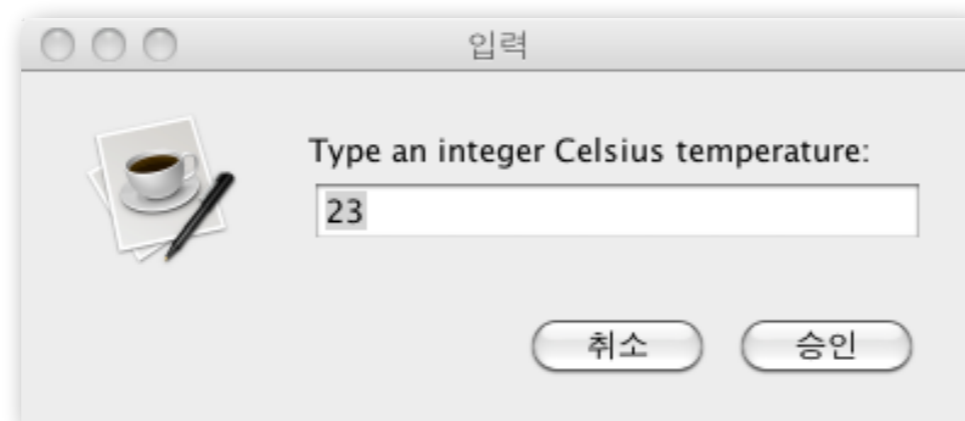 입력
Type an integer Celsius temperature:
23
취소 승인